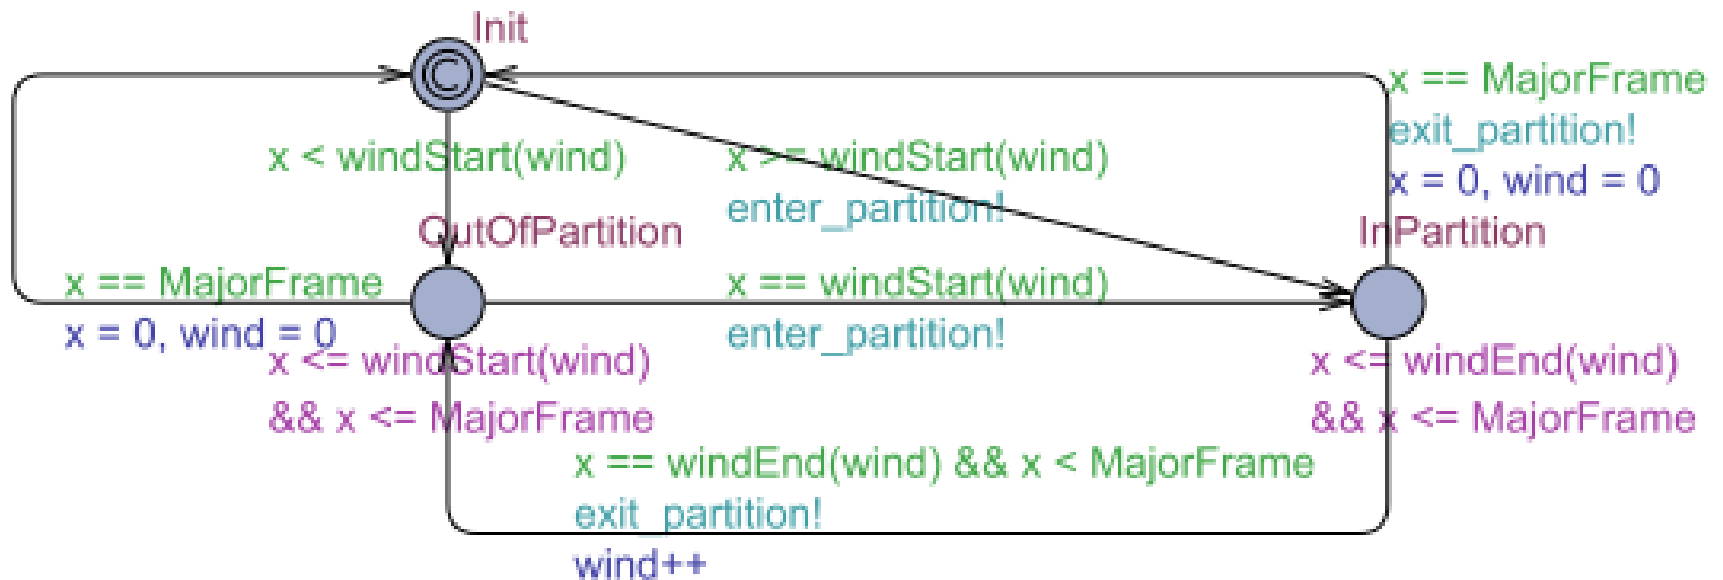 Init
C
x == MajorFrame
exit_partition!
x = 0, wind = 0
x < windStart(wind)
x >= windStart(wind)
enter_partition!
OutOfPartition
InPartition
x == MajorFrame
x = 0, wind = 0
x == windStart(wind)
enter_partition!
x <= windStart(wind)
&& x <= MajorFrame
x <= windEnd(wind)
&& x <= MajorFrame
x == windEnd(wind) && x < MajorFrame
exit_partition!
wind++